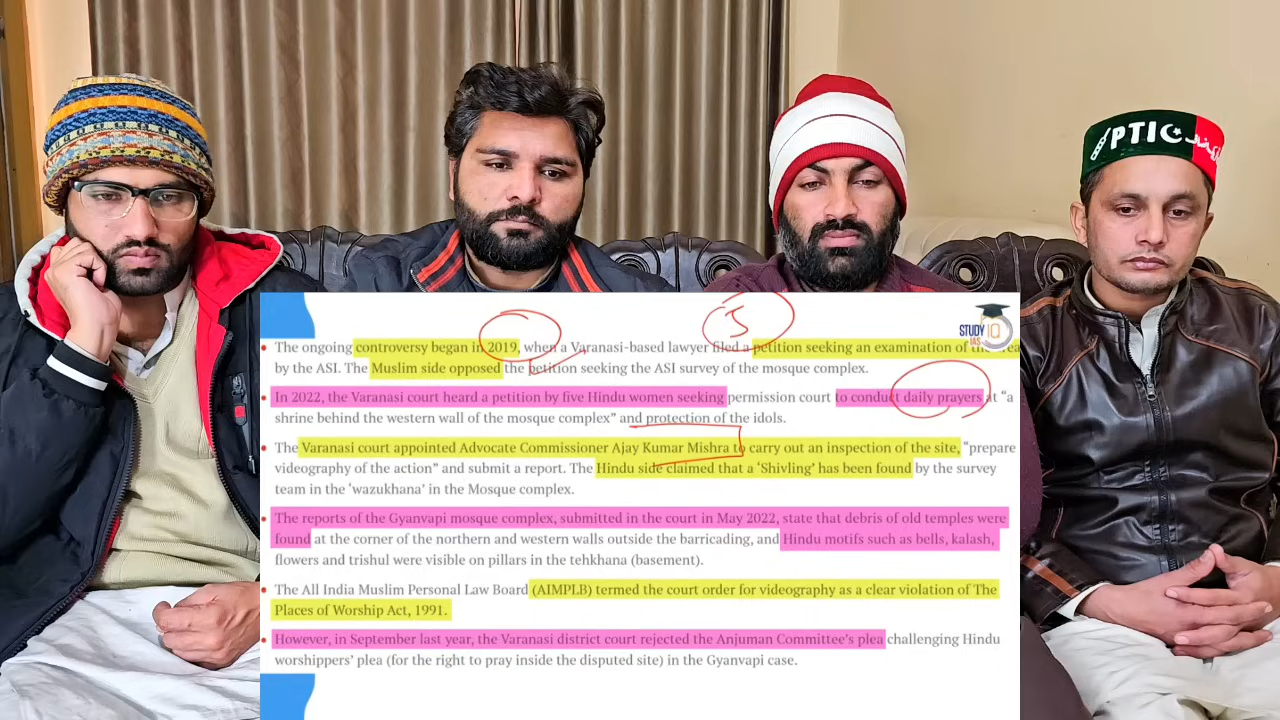 PTI
STUDY IQ
IAS
5
The ongoing controversy began in 2019, when a Varanasi-based lawyer filed a petition seeking an examination of the area
by the ASI. The Muslim side opposed the petition seeking the ASI survey of the mosque complex.
In 2022, the Varanasi court heard a petition by five Hindu women seeking permission court to conduct daily prayers at “a
shrine behind the western wall of the mosque complex” and protection of the idols.
The Varanasi court appointed Advocate Commissioner Ajay Kumar Mishra to carry out an inspection of the site, “prepare
videography of the action” and submit a report. The Hindu side claimed that a ‘Shivling’ has been found by the survey
team in the ‘wazukhana’ in the Mosque complex.
The reports of the Gyanvapi mosque complex, submitted in the court in May 2022, state that debris of old temples were
found at the corner of the northern and western walls outside the barricading, and Hindu motifs such as bells, kalash,
flowers and trishul were visible on pillars in the tehkhana (basement).
The All India Muslim Personal Law Board (AIMPLB) termed the court order for videography as a clear violation of The
Places of Worship Act, 1991.
However, in September last year, the Varanasi district court rejected the Anjuman Committee’s plea challenging Hindu
worshippers’ plea (for the right to pray inside the disputed site) in the Gyanvapi case.